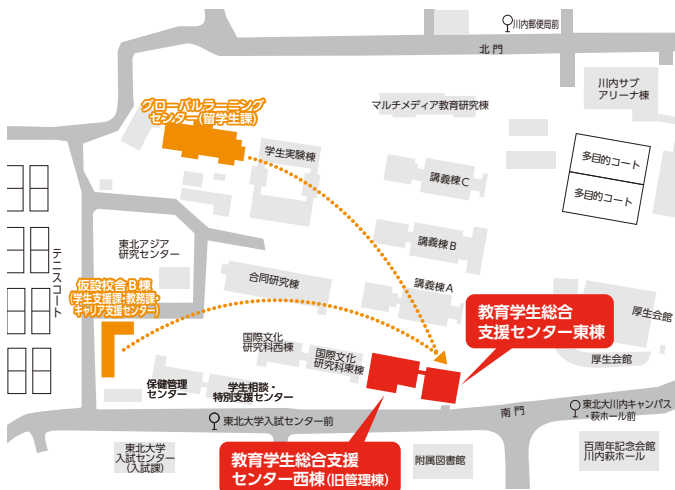 川内郵便局前
北門
グローバルラーニング
センター(留学生課)
マルチメディア教育研究棟
川内サブ
アリーナ棟
学生実験棟
多目的コート
多目的コート
講義棟C
テニスコート
東北アジア
研究センター
講義棟B
合同研究棟
講義棟A
仮設校舎B棟
(学生支援課・教務課・
キャリア支援センター)
教育学生総合
支援センター東棟
厚生会館
厚生会館
国際文化
研究科西棟
国際文化
研究科東棟
保健管理
センター
学生相談・
特別支援センター
東北大学入試センター前
南門
東北大川内キャンパス
・萩ホール前
東北大学
入試センター
(入試課)
教育学生総合支援
センター西棟(旧管理棟)
附属図書館
百周年記念会館
川内萩ホール